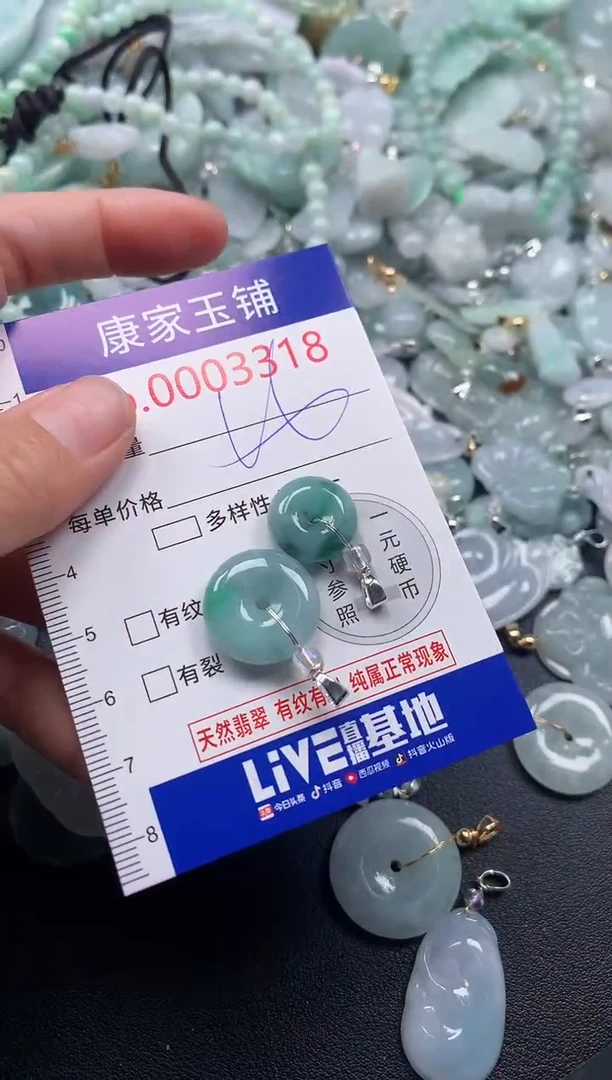 康家玉铺
.0003318
量
每单价格
多样性
一元硬币
寸参照
有纹
有裂
4
5
6
7
8
天然翡翠 有纹有 纯属正常现象
LiVE直播基地
今日头条 抖音 西瓜视频 抖音火山版